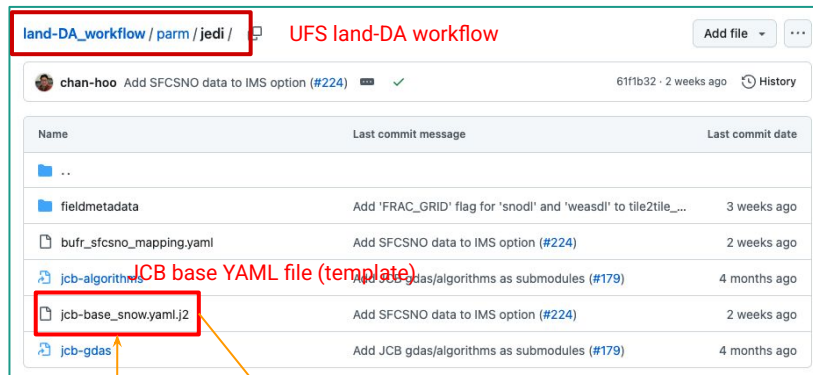 land-DA_workflow / parm / jedi / UFS land-DA workflow Add file ...
chan-hoo Add SFCSNO data to IMS option (#224) ... 61f1b32 · 2 weeks ago History
Name Last commit message Last commit date
..
fieldmetadata Add 'FRAC_GRID' flag for 'snodl' and 'weasdl' to tile2tile_... 3 weeks ago
bufr_sfcsno_mapping.yaml Add SFCSNO data to IMS option (#224) 2 weeks ago
JCB base YAML file (template)
jcb-algorithms Add JCB gdas/algorithms as submodules (#179) 4 months ago
jcb-base_snow.yaml.j2 Add SFCSNO data to IMS option (#224) 2 weeks ago
jcb-gdas Add JCB gdas/algorithms as submodules (#179) 4 months ago